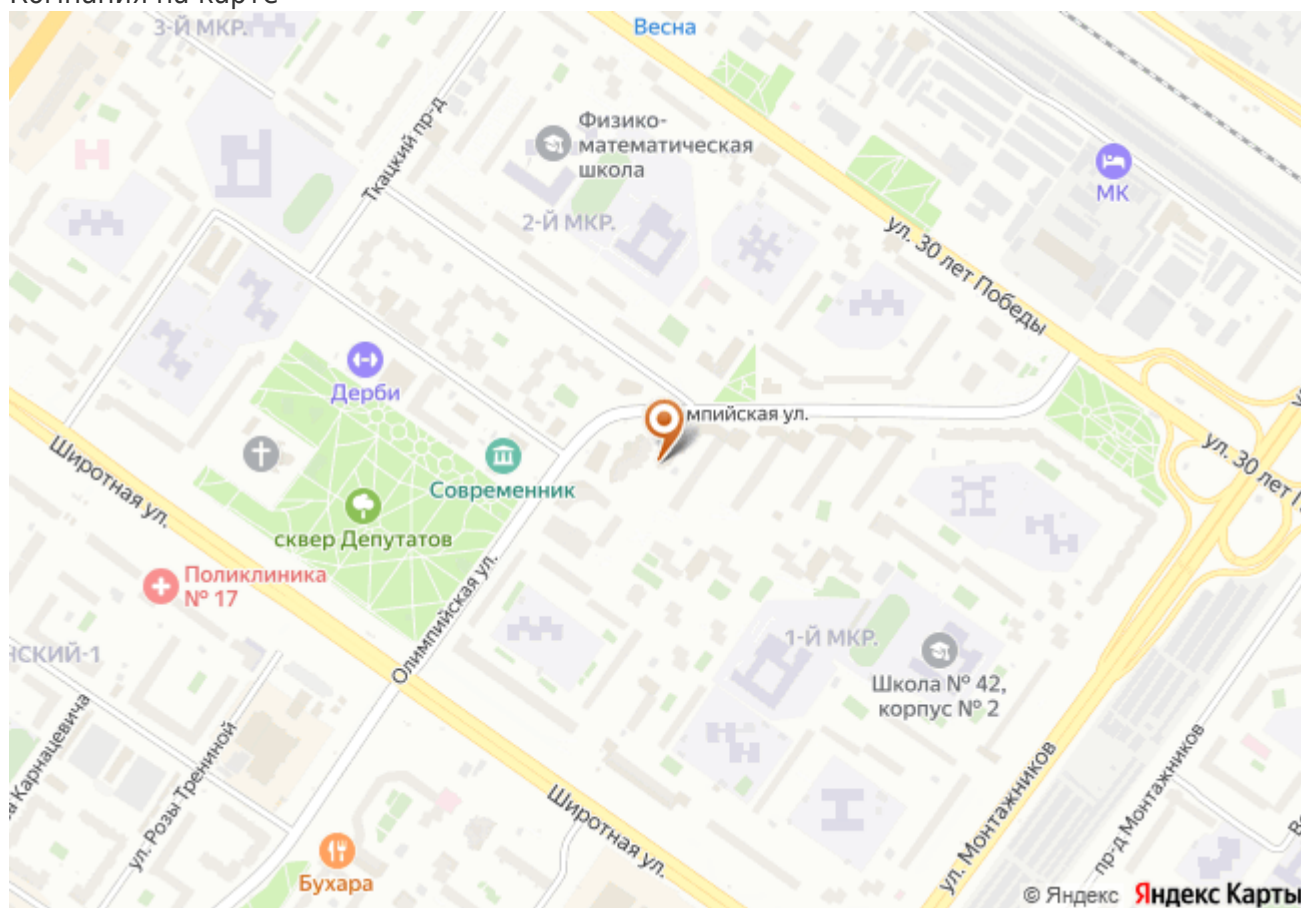 Компания на карте
3-Й МКР.
Весна
Ткацкий пр-д
Физико-
математическая
школа
2-Й МКР.
МК
ул. 30 лет Победы
Дерби
мпийская ул.
ул. 30 лет П
Широтная ул.
Современник
сквер Депутатов
Поликлиника
№ 17
Олимпийская ул.
НСКИЙ-1
1-Й МКР.
Школа № 42,
корпус № 2
а Карнацевича
ул. Розы Трениной
Широтная ул.
ул. Монтажников
пр-д Монтажников
Бухара
© Яндекс Яндекс Карты